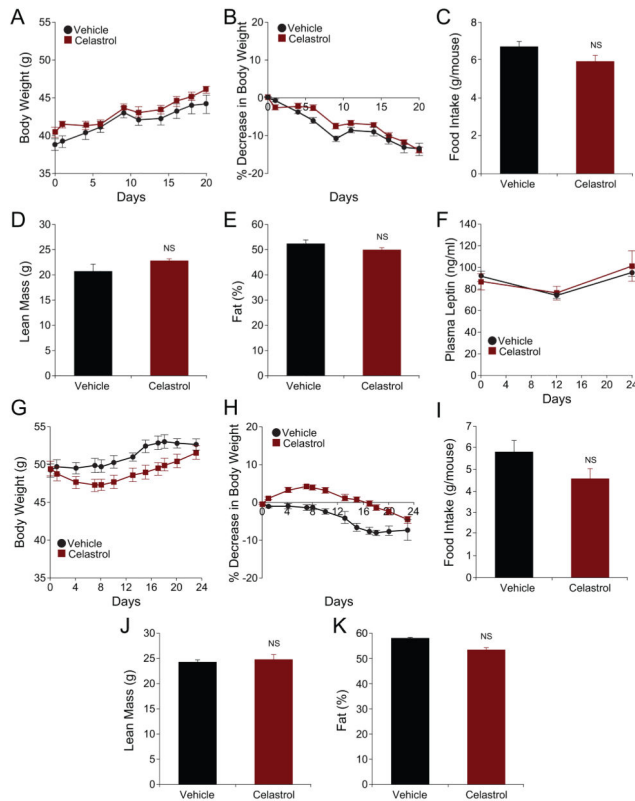 A
Body Weight (g)
55
45
35
0
5
10
15
20
Days
Vehicle
Celastrol
B
% Decrease in Body Weight
20
10
0
-10
-20
0
10
20
Days
Vehicle
Celastrol
C
Food Intake (g/mouse)
8
6
4
2
0
NS
Vehicle
Celastrol
D
Lean Mass (g)
30
25
20
15
10
5
0
NS
Vehicle
Celastrol
E
Fat (%)
60
50
40
30
20
10
0
NS
Vehicle
Celastrol
F
Plasma Leptin (ng/ml)
140
120
100
80
60
40
20
0
0
4
8
12
16
20
24
Days
Vehicle
Celastrol
G
Body Weight (g)
55
50
45
40
35
0
4
8
12
16
20
24
Days
Vehicle
Celastrol
H
% Decrease in Body Weight
20
10
0
-10
-20
0
4
8
12
16
20
24
Days
Vehicle
Celastrol
I
Food Intake (g/mouse)
7
6
5
4
3
2
1
0
NS
Vehicle
Celastrol
J
Lean Mass (g)
30
25
20
15
10
5
0
NS
Vehicle
Celastrol
K
Fat (%)
60
50
40
30
20
10
0
NS
Vehicle
Celastrol